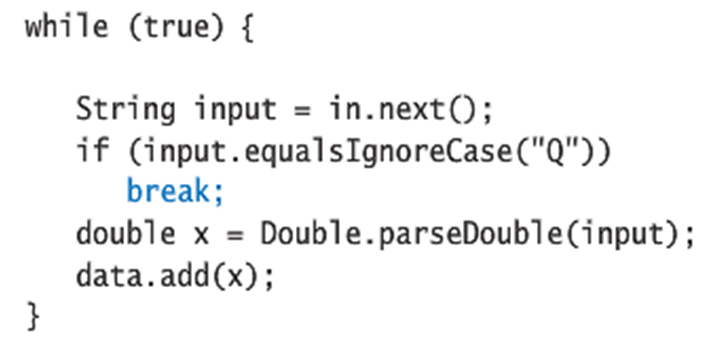 while (true) {
String input = in.next();
if (input.equalsIgnoreCase("Q"))
break;
double x = Double.parseDouble(input);
data.add(x);
}